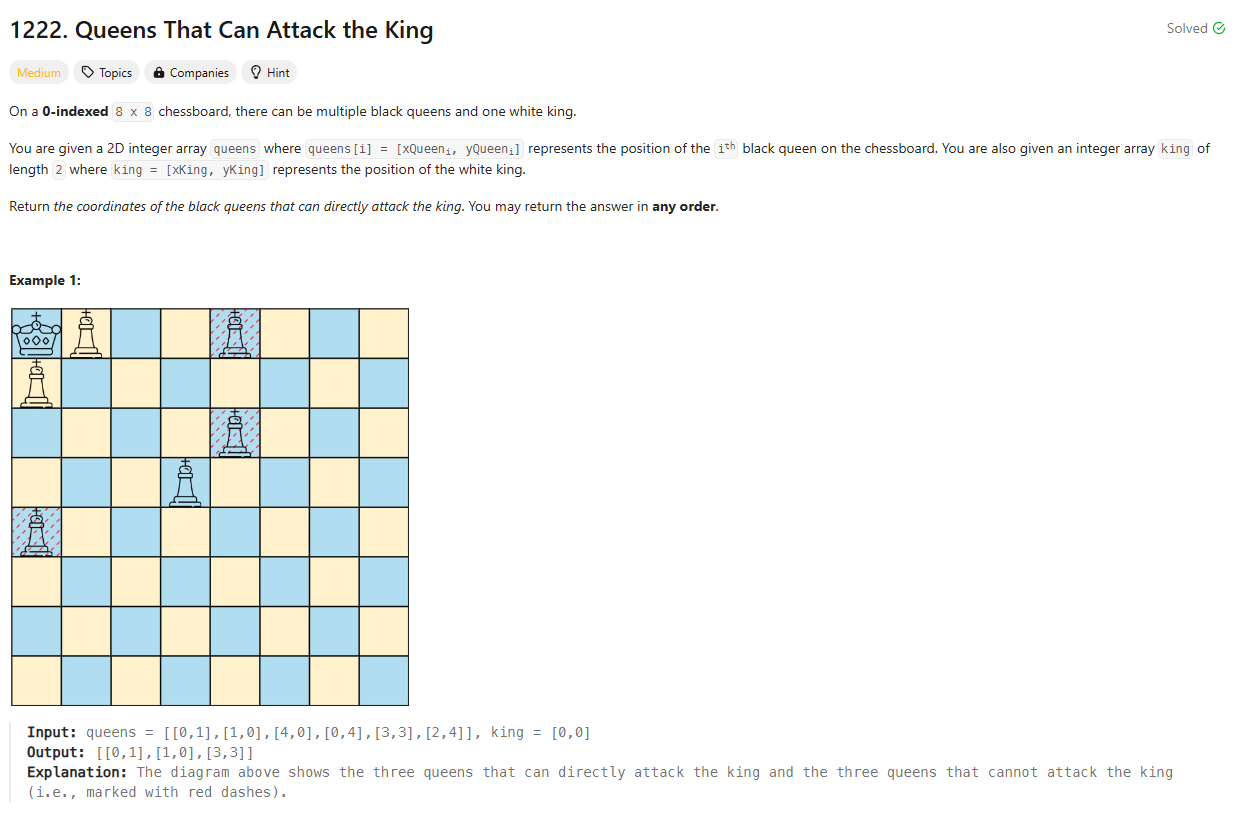 1222. Queens That Can Attack the King
Solved
Medium
Topics
Companies
Hint
On a 0-indexed 8 x 8 chessboard, there can be multiple black queens and one white king.
You are given a 2D integer array queens where queens[i] = [xQueenᵢ, yQueenᵢ] represents the position of the iᵗʰ black queen on the chessboard. You are also given an integer array king of
length 2 where king = [xKing, yKing] represents the position of the white king.
Return the coordinates of the black queens that can directly attack the king. You may return the answer in any order.
Example 1:
Input: queens = [[0,1],[1,0],[4,0],[0,4],[3,3],[2,4]], king = [0,0]
Output: [[0,1],[1,0],[3,3]]
Explanation: The diagram above shows the three queens that can directly attack the king and the three queens that cannot attack the king
(i.e., marked with red dashes).